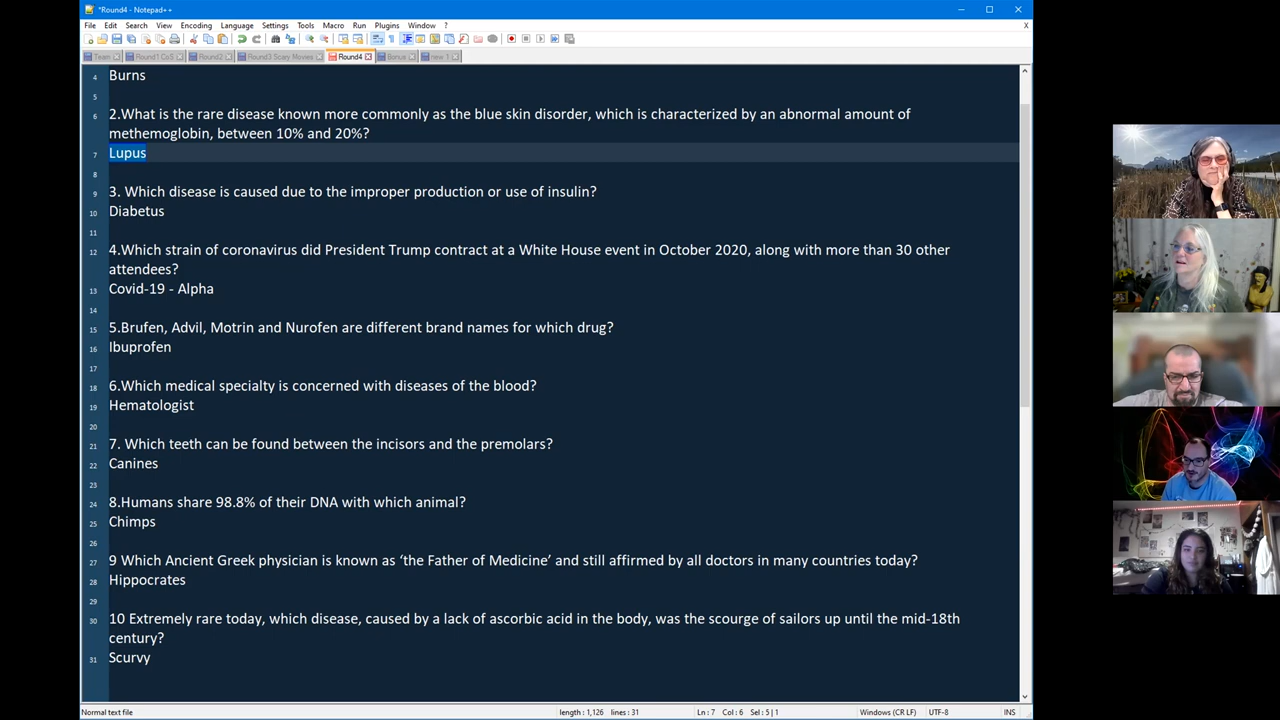 *Round4 - Notepad++
File Edit Search View Encoding Language Settings Tools Macro Run Plugins Window ? X
Team Round1 CoS Round2 Round3 Scary Movies Round4 Bonus new 1
4 Burns
5
6 2.What is the rare disease known more commonly as the blue skin disorder, which is characterized by an abnormal amount of
methemoglobin, between 10% and 20%?
7 Lupus
8
9 3. Which disease is caused due to the improper production or use of insulin?
10 Diabetus
11
12 4.Which strain of coronavirus did President Trump contract at a White House event in October 2020, along with more than 30 other
attendees?
13 Covid-19 - Alpha
14
15 5.Brufen, Advil, Motrin and Nurofen are different brand names for which drug?
16 Ibuprofen
17
18 6.Which medical specialty is concerned with diseases of the blood?
19 Hematologist
20
21 7. Which teeth can be found between the incisors and the premolars?
22 Canines
23
24 8.Humans share 98.8% of their DNA with which animal?
25 Chimps
26
27 9 Which Ancient Greek physician is known as ‘the Father of Medicine’ and still affirmed by all doctors in many countries today?
28 Hippocrates
29
30 10 Extremely rare today, which disease, caused by a lack of ascorbic acid in the body, was the scourge of sailors up until the mid-18th
century?
31 Scurvy
Normal text file length : 1,126 lines : 31 Ln : 7 Col : 6 Sel : 5 | 1 Windows (CR LF) UTF-8 INS